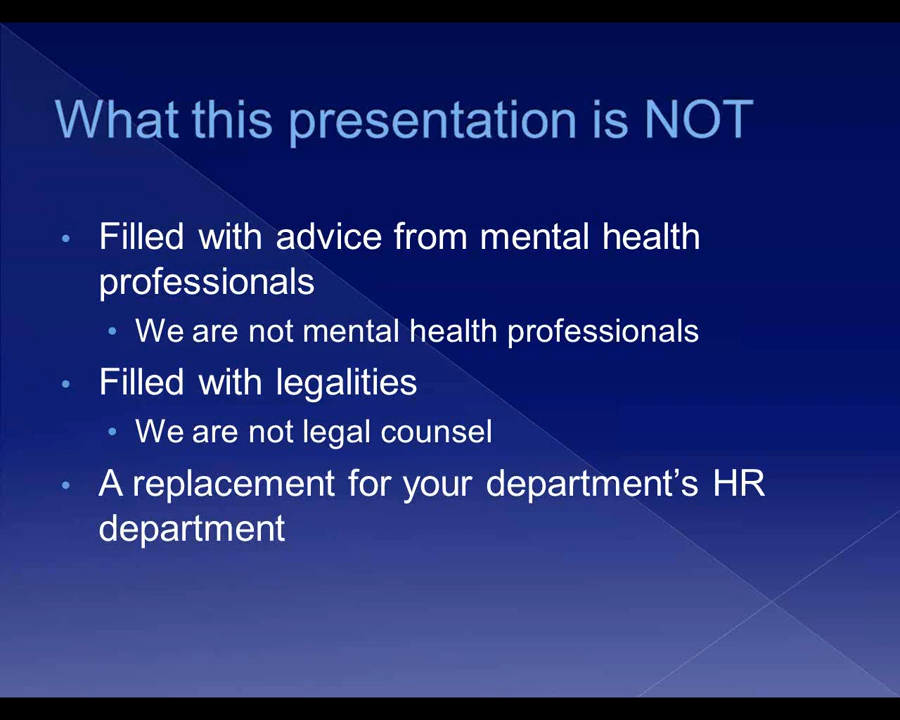 What this presentation is NOT
• Filled with advice from mental health
professionals
• We are not mental health professionals
• Filled with legalities
• We are not legal counsel
• A replacement for your department’s HR
department